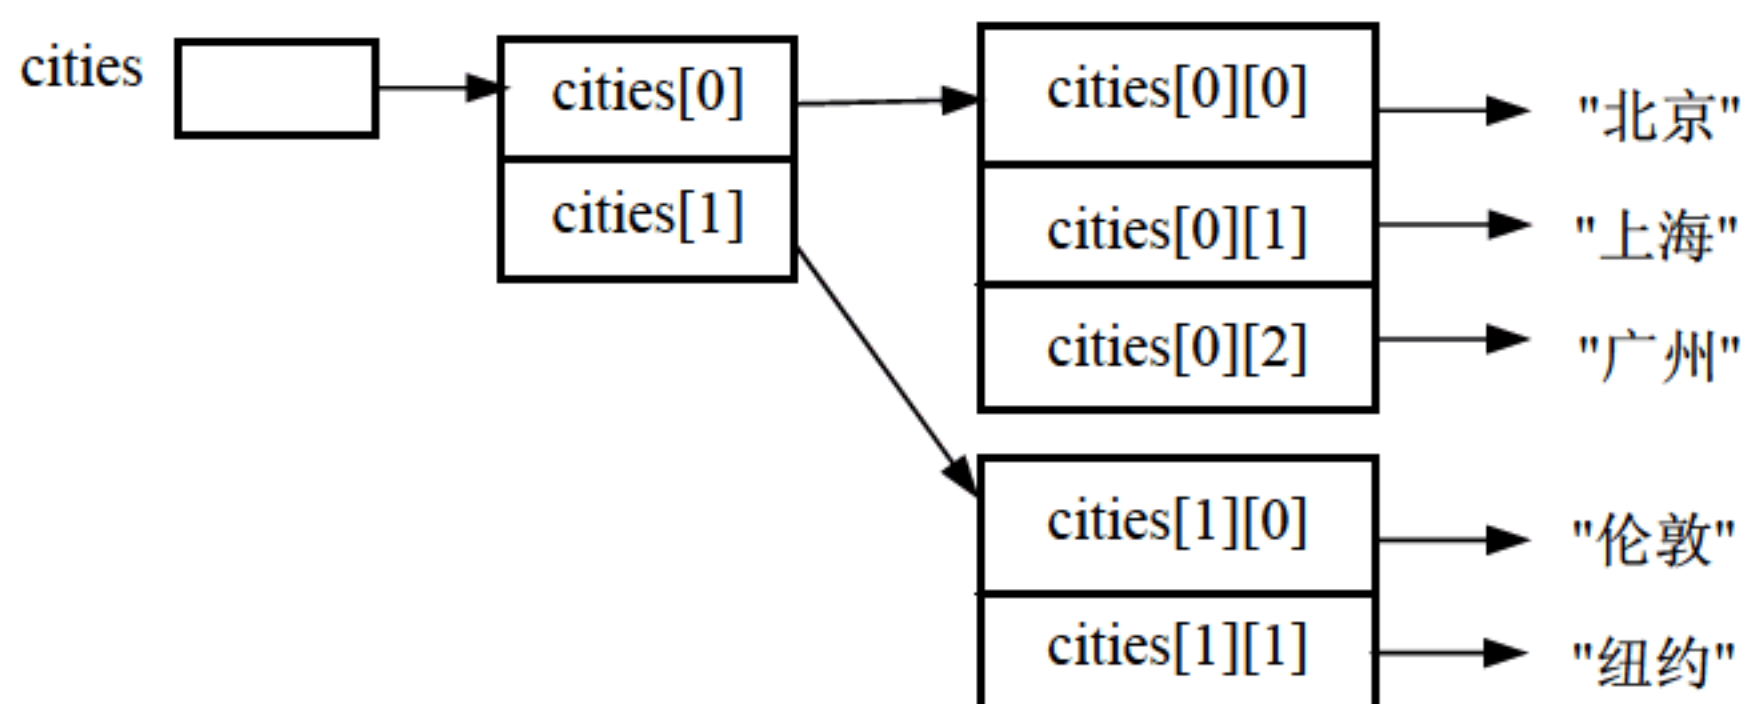 cities
cities[0]
cities[1]
cities[0][0]
"北京"
cities[0][1]
"上海"
cities[0][2]
"广州"
cities[1][0]
"伦敦"
cities[1][1]
"纽约"